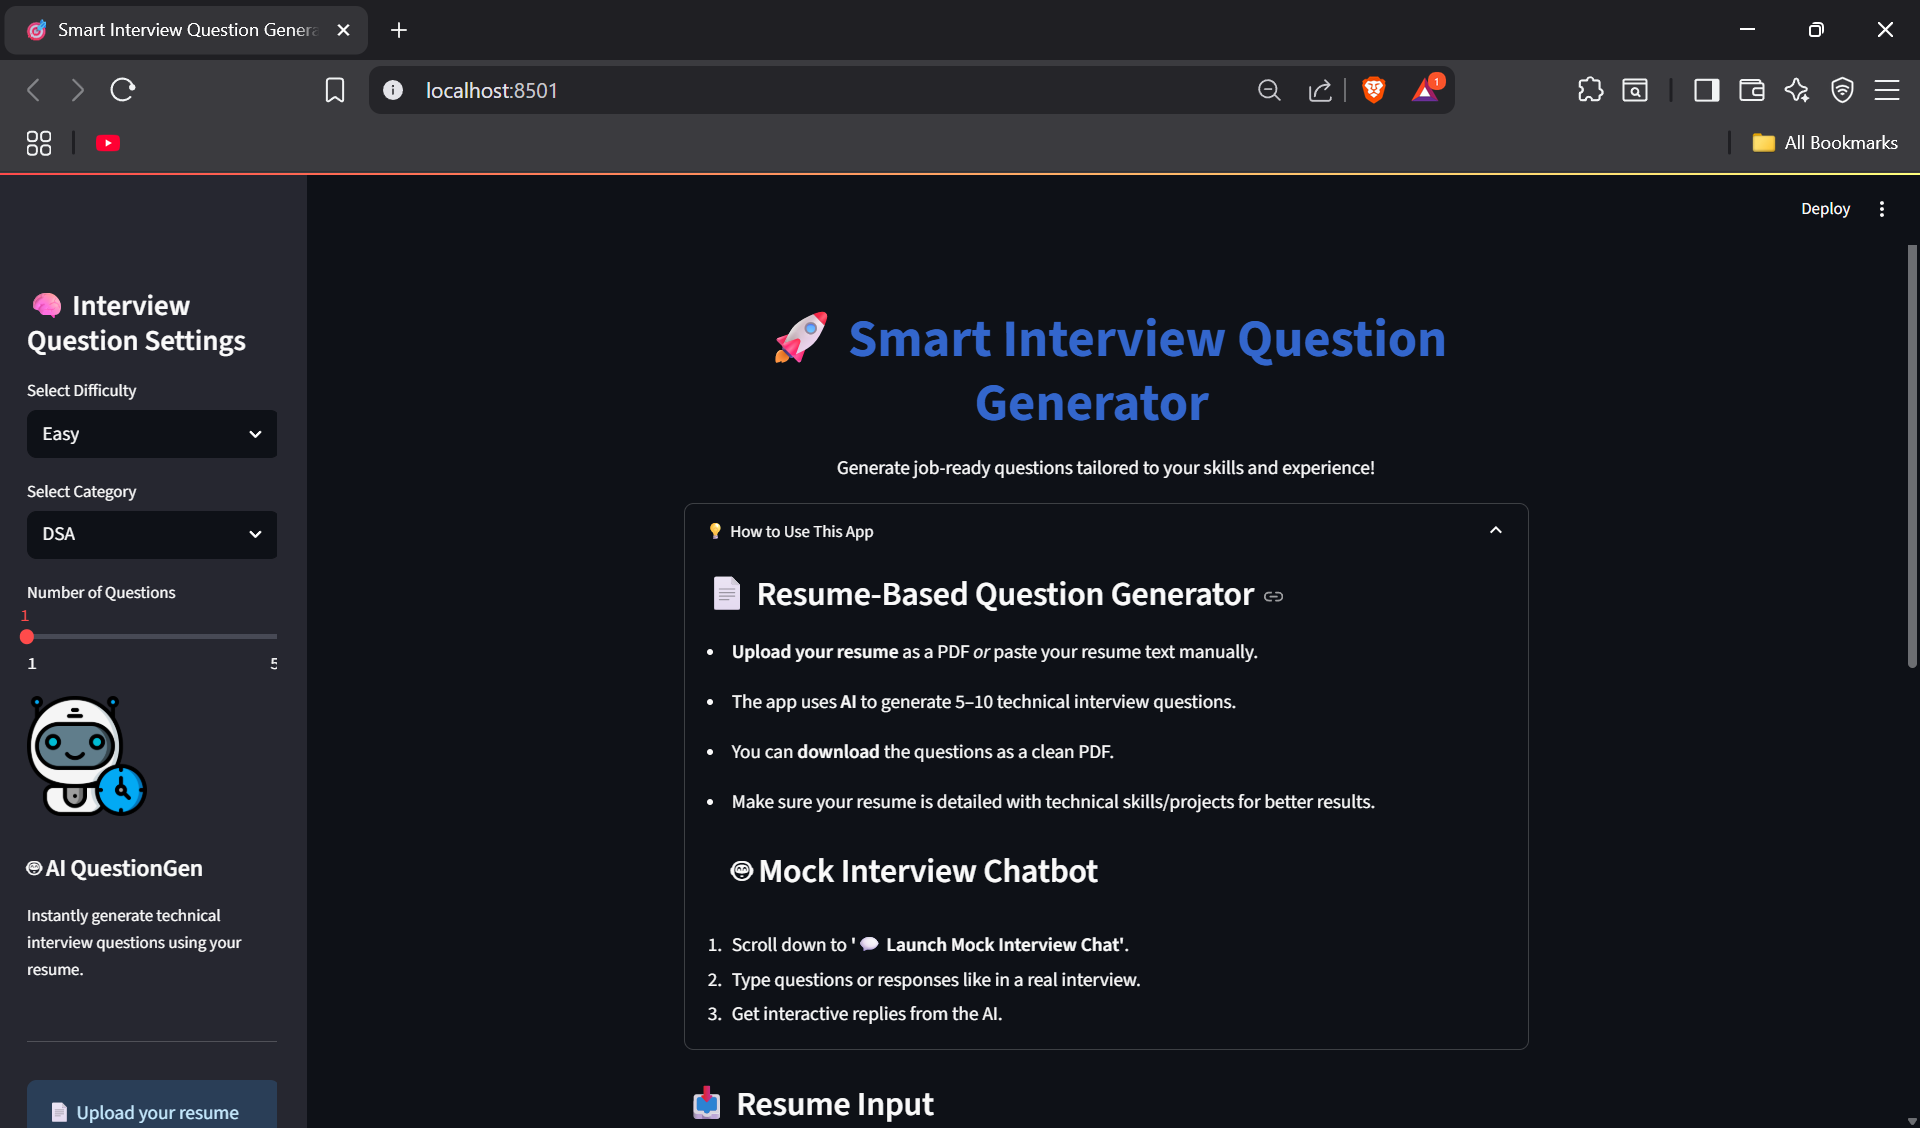 Smart Interview Question Genera
localhost:8501
1
All Bookmarks
Deploy
🧠 Interview
Question Settings
Select Difficulty
Easy
Select Category
DSA
Number of Questions
1
1 5
AI QuestionGen
Instantly generate technical
interview questions using your
resume.
📄 Upload your resume
🚀 Smart Interview Question
Generator
Generate job-ready questions tailored to your skills and experience!
💡 How to Use This App
📄 Resume-Based Question Generator
• Upload your resume as a PDF or paste your resume text manually.
• The app uses AI to generate 5–10 technical interview questions.
• You can download the questions as a clean PDF.
• Make sure your resume is detailed with technical skills/projects for better results.
Mock Interview Chatbot
1. Scroll down to '💬 Launch Mock Interview Chat'.
2. Type questions or responses like in a real interview.
3. Get interactive replies from the AI.
📥 Resume Input